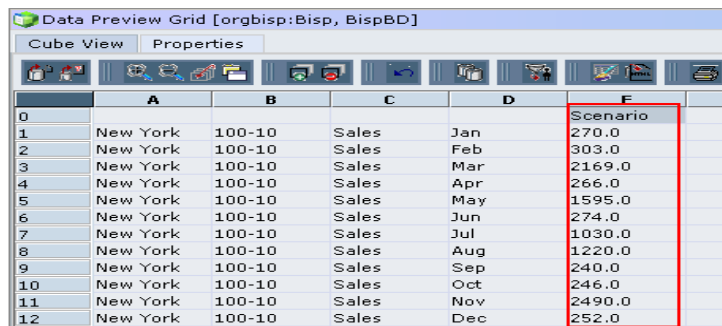 Data Preview Grid [orgbisp:Bisp, BispBD]
Cube View Properties
A B C D E
0 Scenario
1 New York 100-10 Sales Jan 270.0
2 New York 100-10 Sales Feb 303.0
3 New York 100-10 Sales Mar 2169.0
4 New York 100-10 Sales Apr 266.0
5 New York 100-10 Sales May 1595.0
6 New York 100-10 Sales Jun 274.0
7 New York 100-10 Sales Jul 1030.0
8 New York 100-10 Sales Aug 1220.0
9 New York 100-10 Sales Sep 240.0
10 New York 100-10 Sales Oct 246.0
11 New York 100-10 Sales Nov 2490.0
12 New York 100-10 Sales Dec 252.0